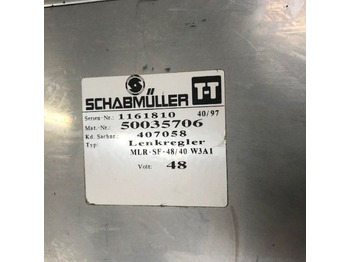 S
SCHABMÜLLER T-T
Serien-Nr.: 1161810 40/97
Mat.-Nr.: 50035706
Kd. Sachnr. 407058
Typ: Lenkregler
MLR-SF-48/40 W3A1
Volt: 48